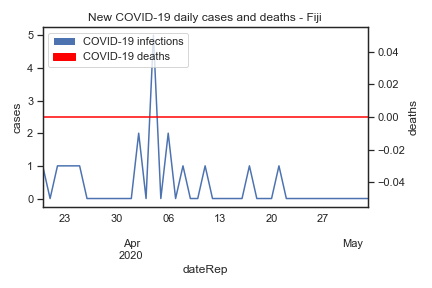 New COVID-19 daily cases and deaths - Fiji
COVID-19 infections
COVID-19 deaths
5
4
3
2
1
0
cases
0.04
0.02
0.00
−0.02
−0.04
deaths
23 30 06 13 20 27
Apr May
2020
dateRep